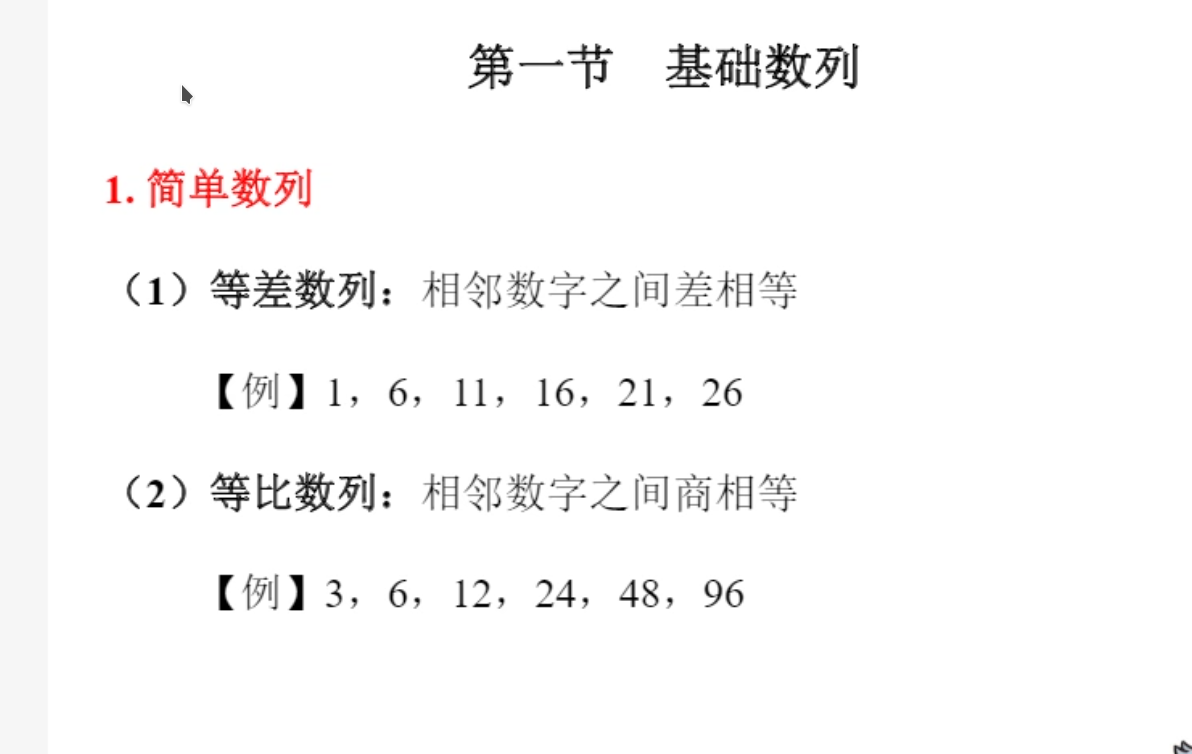 第一节　基础数列
1. 简单数列
（1）等差数列：相邻数字之间差相等
【例】1，6，11，16，21，26
（2）等比数列：相邻数字之间商相等
【例】3，6，12，24，48，96